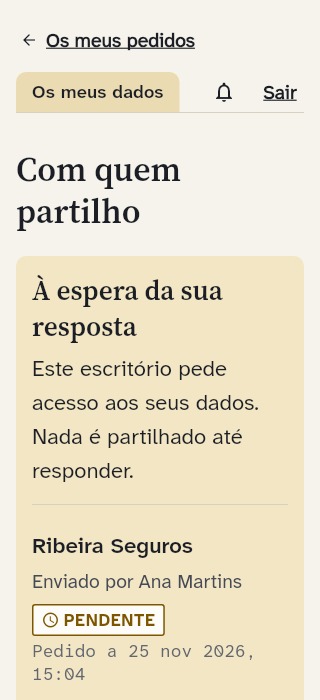 Os meus pedidos
Os meus dados
Sair
Com quem
partilho
À espera da sua
resposta
Este escritório pede
acesso aos seus dados.
Nada é partilhado até
responder.
Ribeira Seguros
Enviado por Ana Martins
PENDENTE
Pedido a 25 nov 2026,
15:04